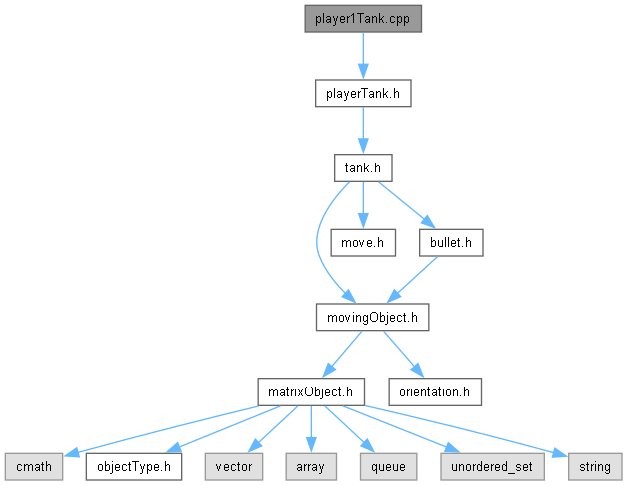 player1Tank.cpp
playerTank.h
tank.h
move.h
bullet.h
movingObject.h
matrixObject.h
orientation.h
cmath
objectType.h
vector
array
queue
unordered_set
string